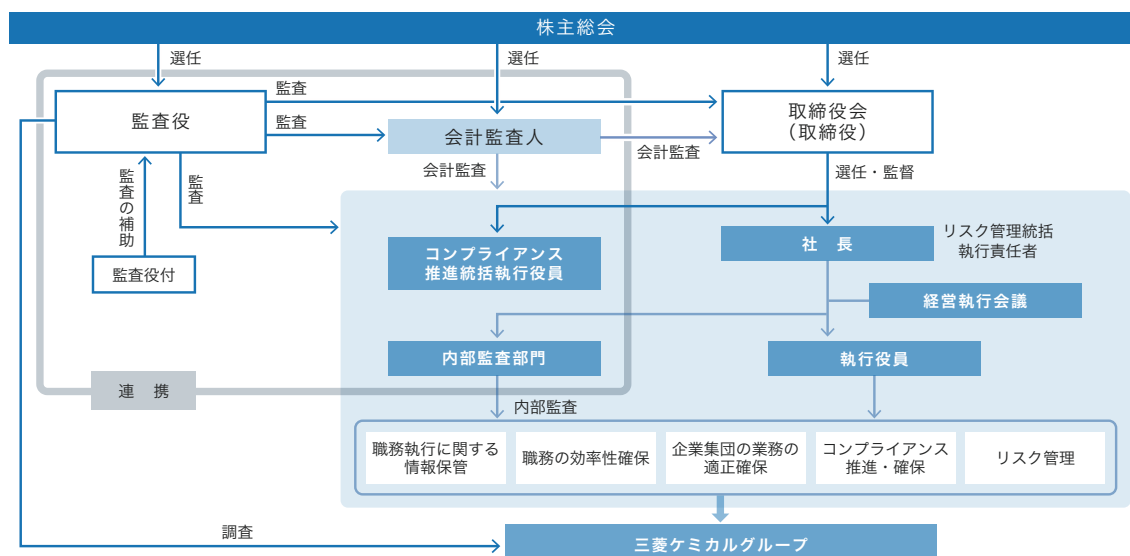 株主総会
選任
選任
選任
監査役
監査
監査
会計監査人
会計監査
取締役会
（取締役）
会計監査
選任・監督
監査の補助
監査
監査役付
コンプライアンス
推進統括執行役員
社　長
リスク管理統括
執行責任者
経営執行会議
内部監査部門
執行役員
連　携
内部監査
職務執行に関する
情報保管
職務の効率性確保
企業集団の業務の
適正確保
コンプライアンス
推進・確保
リスク管理
調査
三菱ケミカルグループ